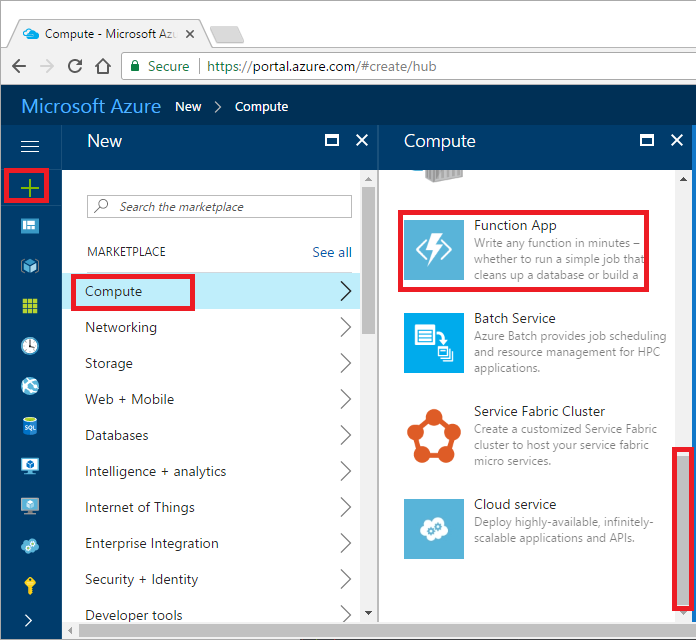 Compute - Microsoft Azu
Secure https://portal.azure.com/#create/hub
Microsoft Azure New > Compute
New
Search the marketplace
MARKETPLACE See all
Compute
Networking
Storage
Web + Mobile
Databases
Intelligence + analytics
Internet of Things
Enterprise Integration
Security + Identity
Developer tools
SQL
Compute
Function App
Write any function in minutes –
whether to run a simple job that
cleans up a database or build a
Batch Service
Azure Batch provides job scheduling
and resource management for HPC
applications.
Service Fabric Cluster
Create a customized Service Fabric
cluster to host your service fabric
micro services.
Cloud service
Deploy highly-available, infinitely-
scalable applications and APIs.